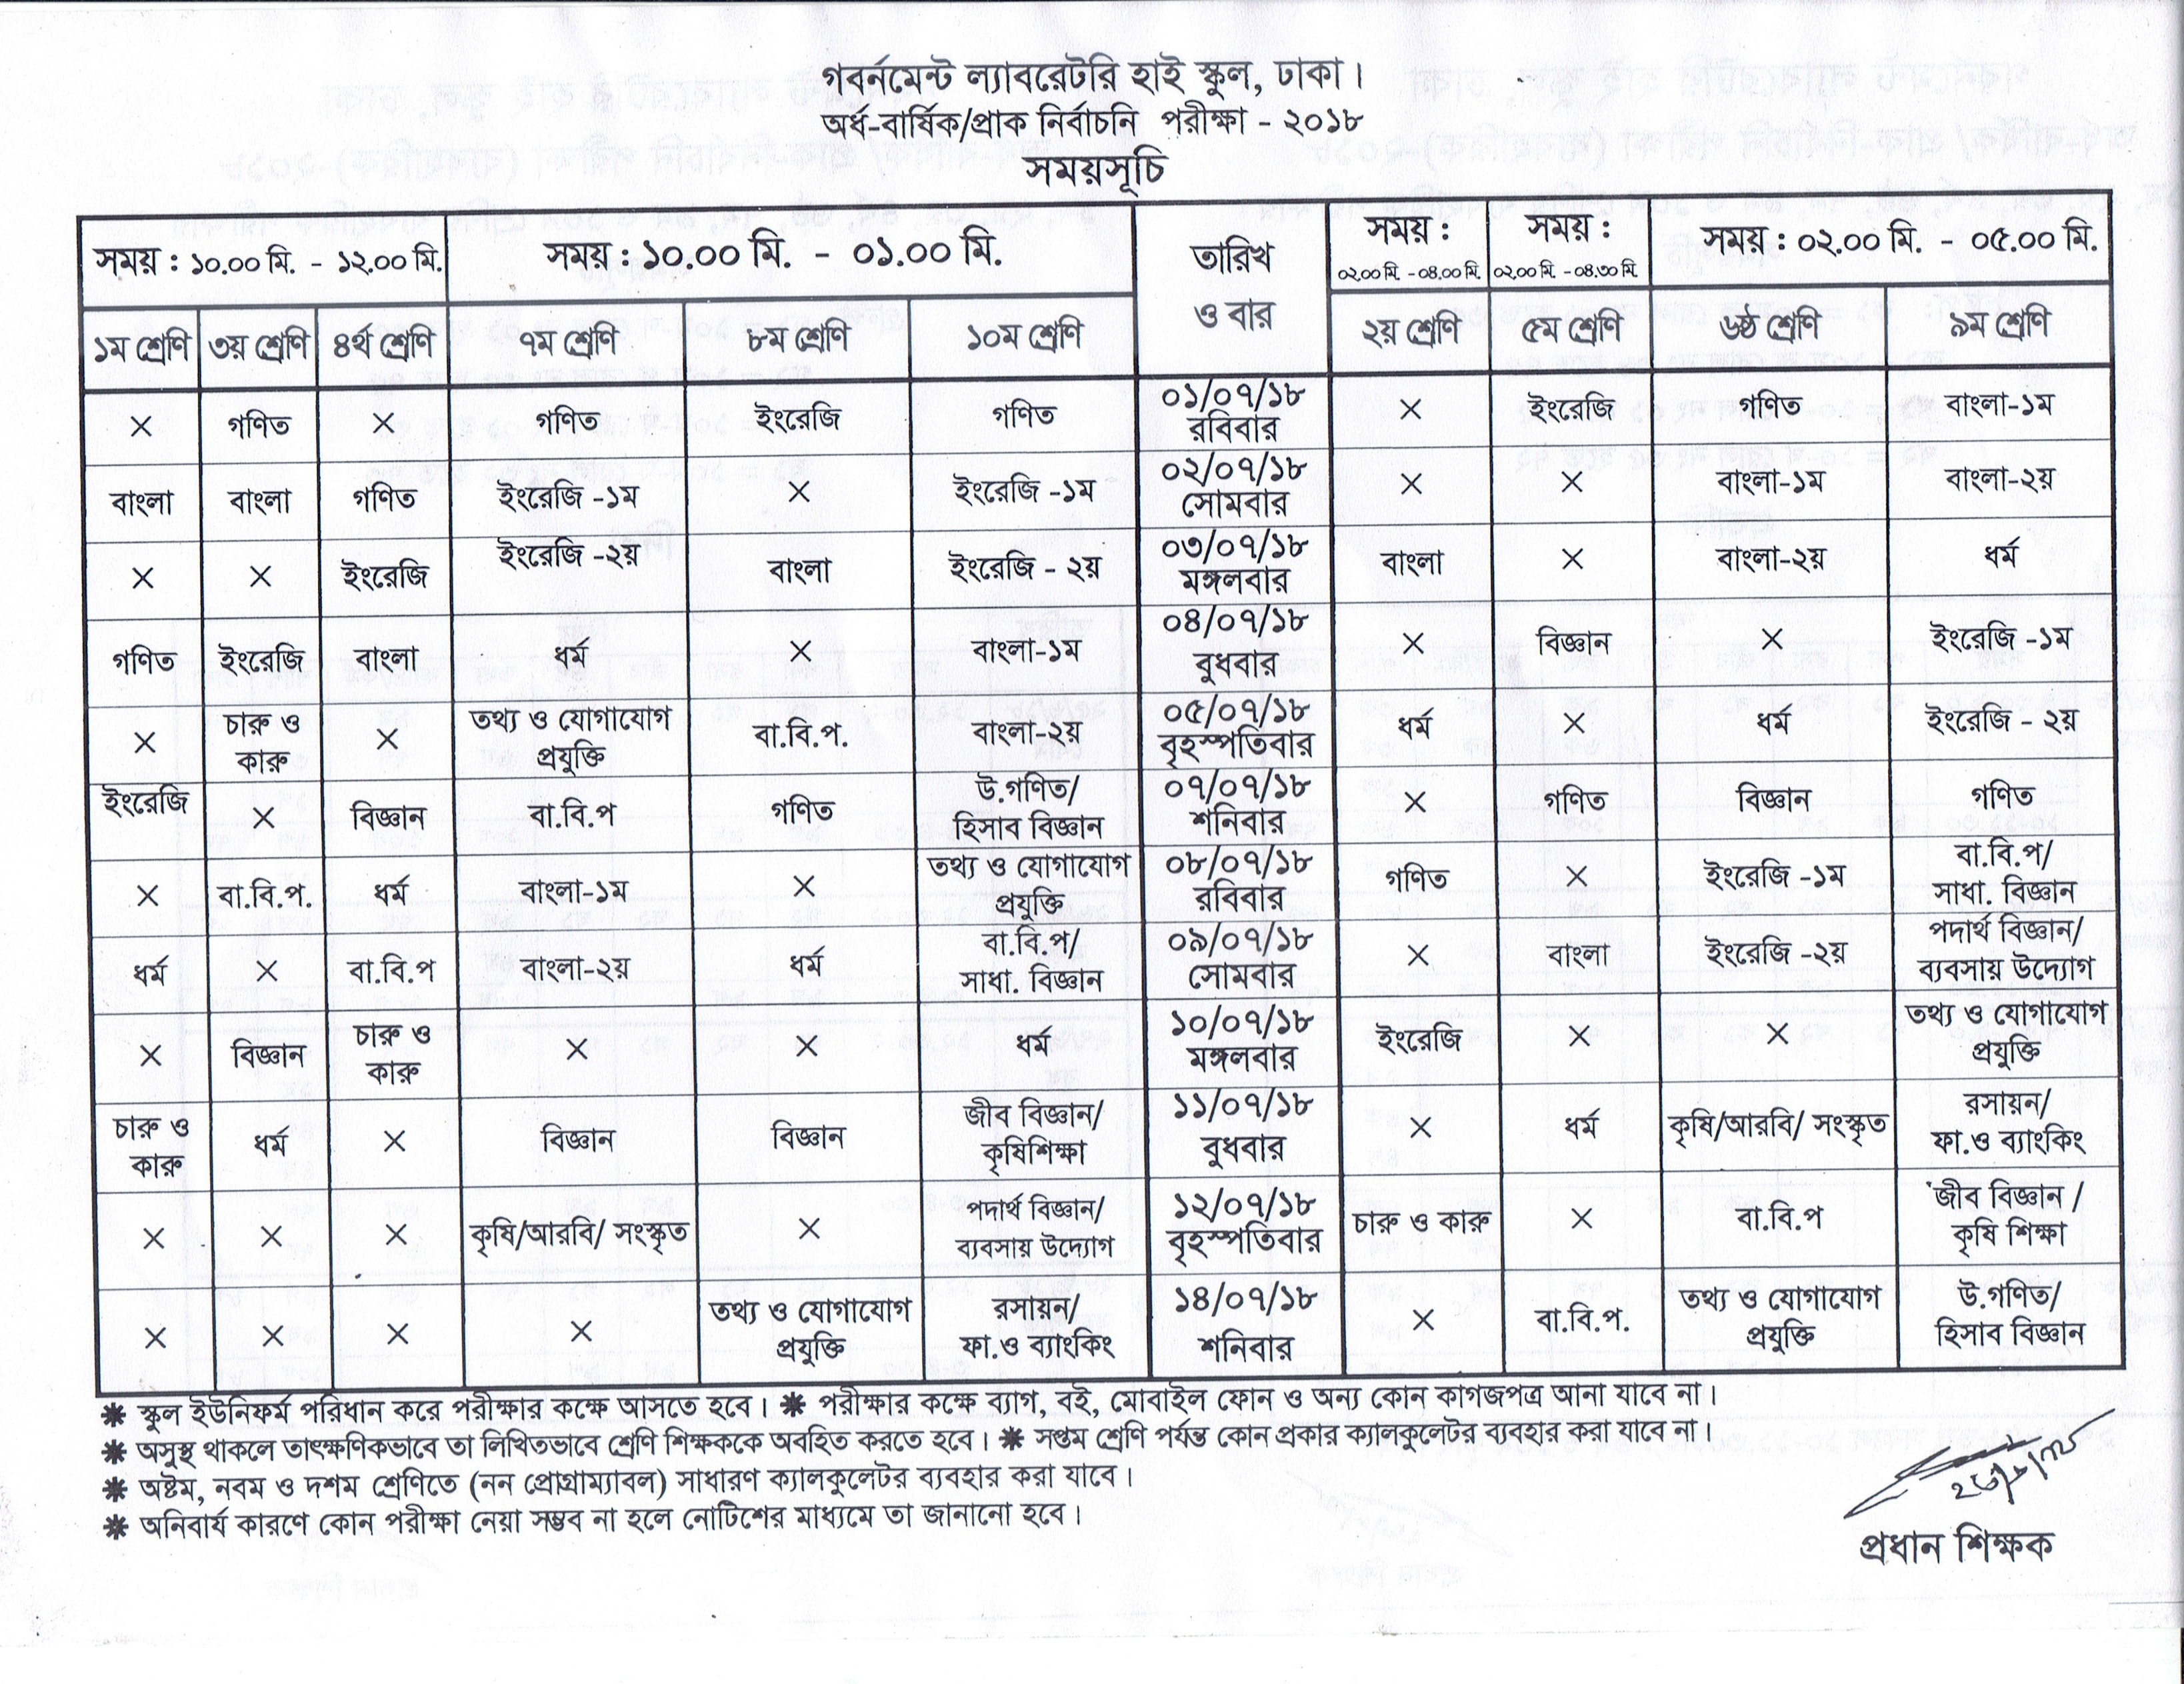 গবর্নমেন্ট ল্যাবরেটরি হাই স্কুল, ঢাকা।
অর্ধ-বার্ষিক/প্রাক নির্বাচনি পরীক্ষা - ২০১৮
সময়সূচি
সময় : ১০.০০ মি. - ১২.০০ মি. সময় : ১০.০০ মি. - ০১.০০ মি. তারিখ ও বার সময় : ০২.০০ মি. -০৪.০০ মি. সময় : ০২.০০ মি. -০৪.৩০ মি. সময় : ০২.০০ মি. - ০৫.০০ মি.
১ম শ্রেণি ৩য় শ্রেণি ৪র্থ শ্রেণি ৭ম শ্রেণি ৮ম শ্রেণি ১০ম শ্রেণি ২য় শ্রেণি ৫ম শ্রেণি ৬ষ্ঠ শ্রেণি ৯ম শ্রেণি
× গণিত × গণিত ইংরেজি গণিত ০১/০৭/১৮ রবিবার × ইংরেজি গণিত বাংলা-১ম
বাংলা বাংলা গণিত ইংরেজি -১ম × ইংরেজি -১ম ০২/০৭/১৮ সোমবার × × বাংলা-১ম বাংলা-২য়
× × ইংরেজি ইংরেজি -২য় বাংলা ইংরেজি - ২য় ০৩/০৭/১৮ মঙ্গলবার বাংলা × বাংলা-২য় ধর্ম
গণিত ইংরেজি বাংলা ধর্ম × বাংলা-১ম ০৪/০৭/১৮ বুধবার × বিজ্ঞান × ইংরেজি -১ম
× চারু ও কারু × তথ্য ও যোগাযোগ প্রযুক্তি বা.বি.প. বাংলা-২য় ০৫/০৭/১৮ বৃহস্পতিবার ধর্ম × ধর্ম ইংরেজি - ২য়
ইংরেজি × বিজ্ঞান বা.বি.প গণিত উ.গণিত/ হিসাব বিজ্ঞান ০৭/০৭/১৮ শনিবার × গণিত বিজ্ঞান গণিত
× বা.বি.প. ধর্ম বাংলা-১ম × তথ্য ও যোগাযোগ প্রযুক্তি ০৮/০৭/১৮ রবিবার গণিত × ইংরেজি -১ম বা.বি.প/ সাধা. বিজ্ঞান
ধর্ম × বা.বি.প বাংলা-২য় ধর্ম বা.বি.প/ সাধা. বিজ্ঞান ০৯/০৭/১৮ সোমবার × বাংলা ইংরেজি -২য় পদার্থ বিজ্ঞান/ ব্যবসায় উদ্যোগ
× বিজ্ঞান চারু ও কারু × × ধর্ম ১০/০৭/১৮ মঙ্গলবার ইংরেজি × × তথ্য ও যোগাযোগ প্রযুক্তি
চারু ও কারু ধর্ম × বিজ্ঞান বিজ্ঞান জীব বিজ্ঞান/ কৃষিশিক্ষা ১১/০৭/১৮ বুধবার × ধর্ম কৃষি/আরবি/ সংস্কৃত রসায়ন/ ফা.ও ব্যাংকিং
× × × কৃষি/আরবি/ সংস্কৃত × পদার্থ বিজ্ঞান/ ব্যবসায় উদ্যোগ ১২/০৭/১৮ বৃহস্পতিবার চারু ও কারু × বা.বি.প জীব বিজ্ঞান / কৃষি শিক্ষা
× × × × তথ্য ও যোগাযোগ প্রযুক্তি রসায়ন/ ফা.ও ব্যাংকিং ১৪/০৭/১৮ শনিবার × বা.বি.প. তথ্য ও যোগাযোগ প্রযুক্তি উ.গণিত/ হিসাব বিজ্ঞান
✱ স্কুল ইউনিফর্ম পরিধান করে পরীক্ষার কক্ষে আসতে হবে। ✱ পরীক্ষার কক্ষে ব্যাগ, বই, মোবাইল ফোন ও অন্য কোন কাগজপত্র আনা যাবে না।
✱ অসুস্থ থাকলে তাৎক্ষণিকভাবে তা লিখিতভাবে শ্রেণি শিক্ষককে অবহিত করতে হবে। ✱ সপ্তম শ্রেণি পর্যন্ত কোন প্রকার ক্যালকুলেটর ব্যবহার করা যাবে না।
✱ অষ্টম, নবম ও দশম শ্রেণিতে (নন প্রোগ্রাম্যাবল) সাধারণ ক্যালকুলেটর ব্যবহার করা যাবে।
✱ অনিবার্য কারণে কোন পরীক্ষা নেয়া সম্ভব না হলে নোটিশের মাধ্যমে তা জানানো হবে।
প্রধান শিক্ষক